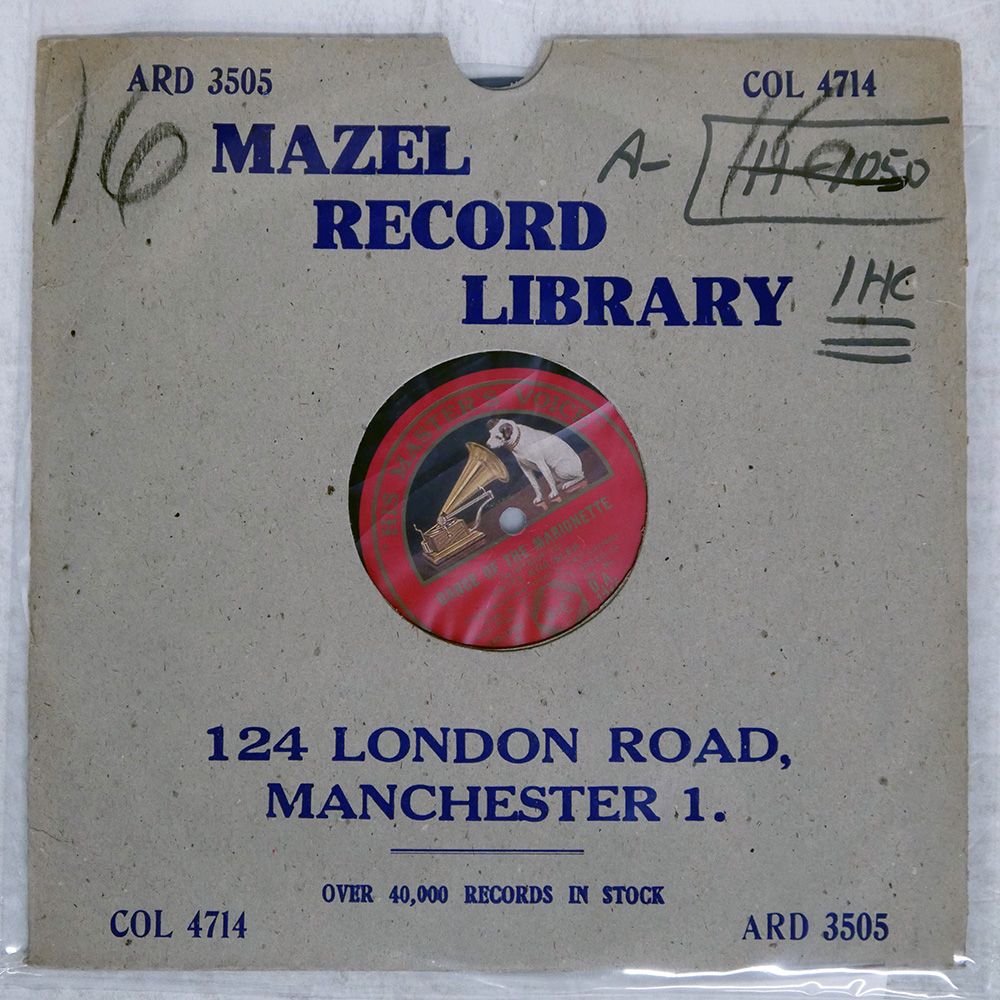 ARD 3505
COL 4714
16
MAZEL
A-
RECORD
LIBRARY
1HC
HIS MASTER'S VOICE
DANCE OF THE MARIONETTE
124 LONDON ROAD,
MANCHESTER 1.
OVER 40,000 RECORDS IN STOCK
COL 4714
ARD 3505